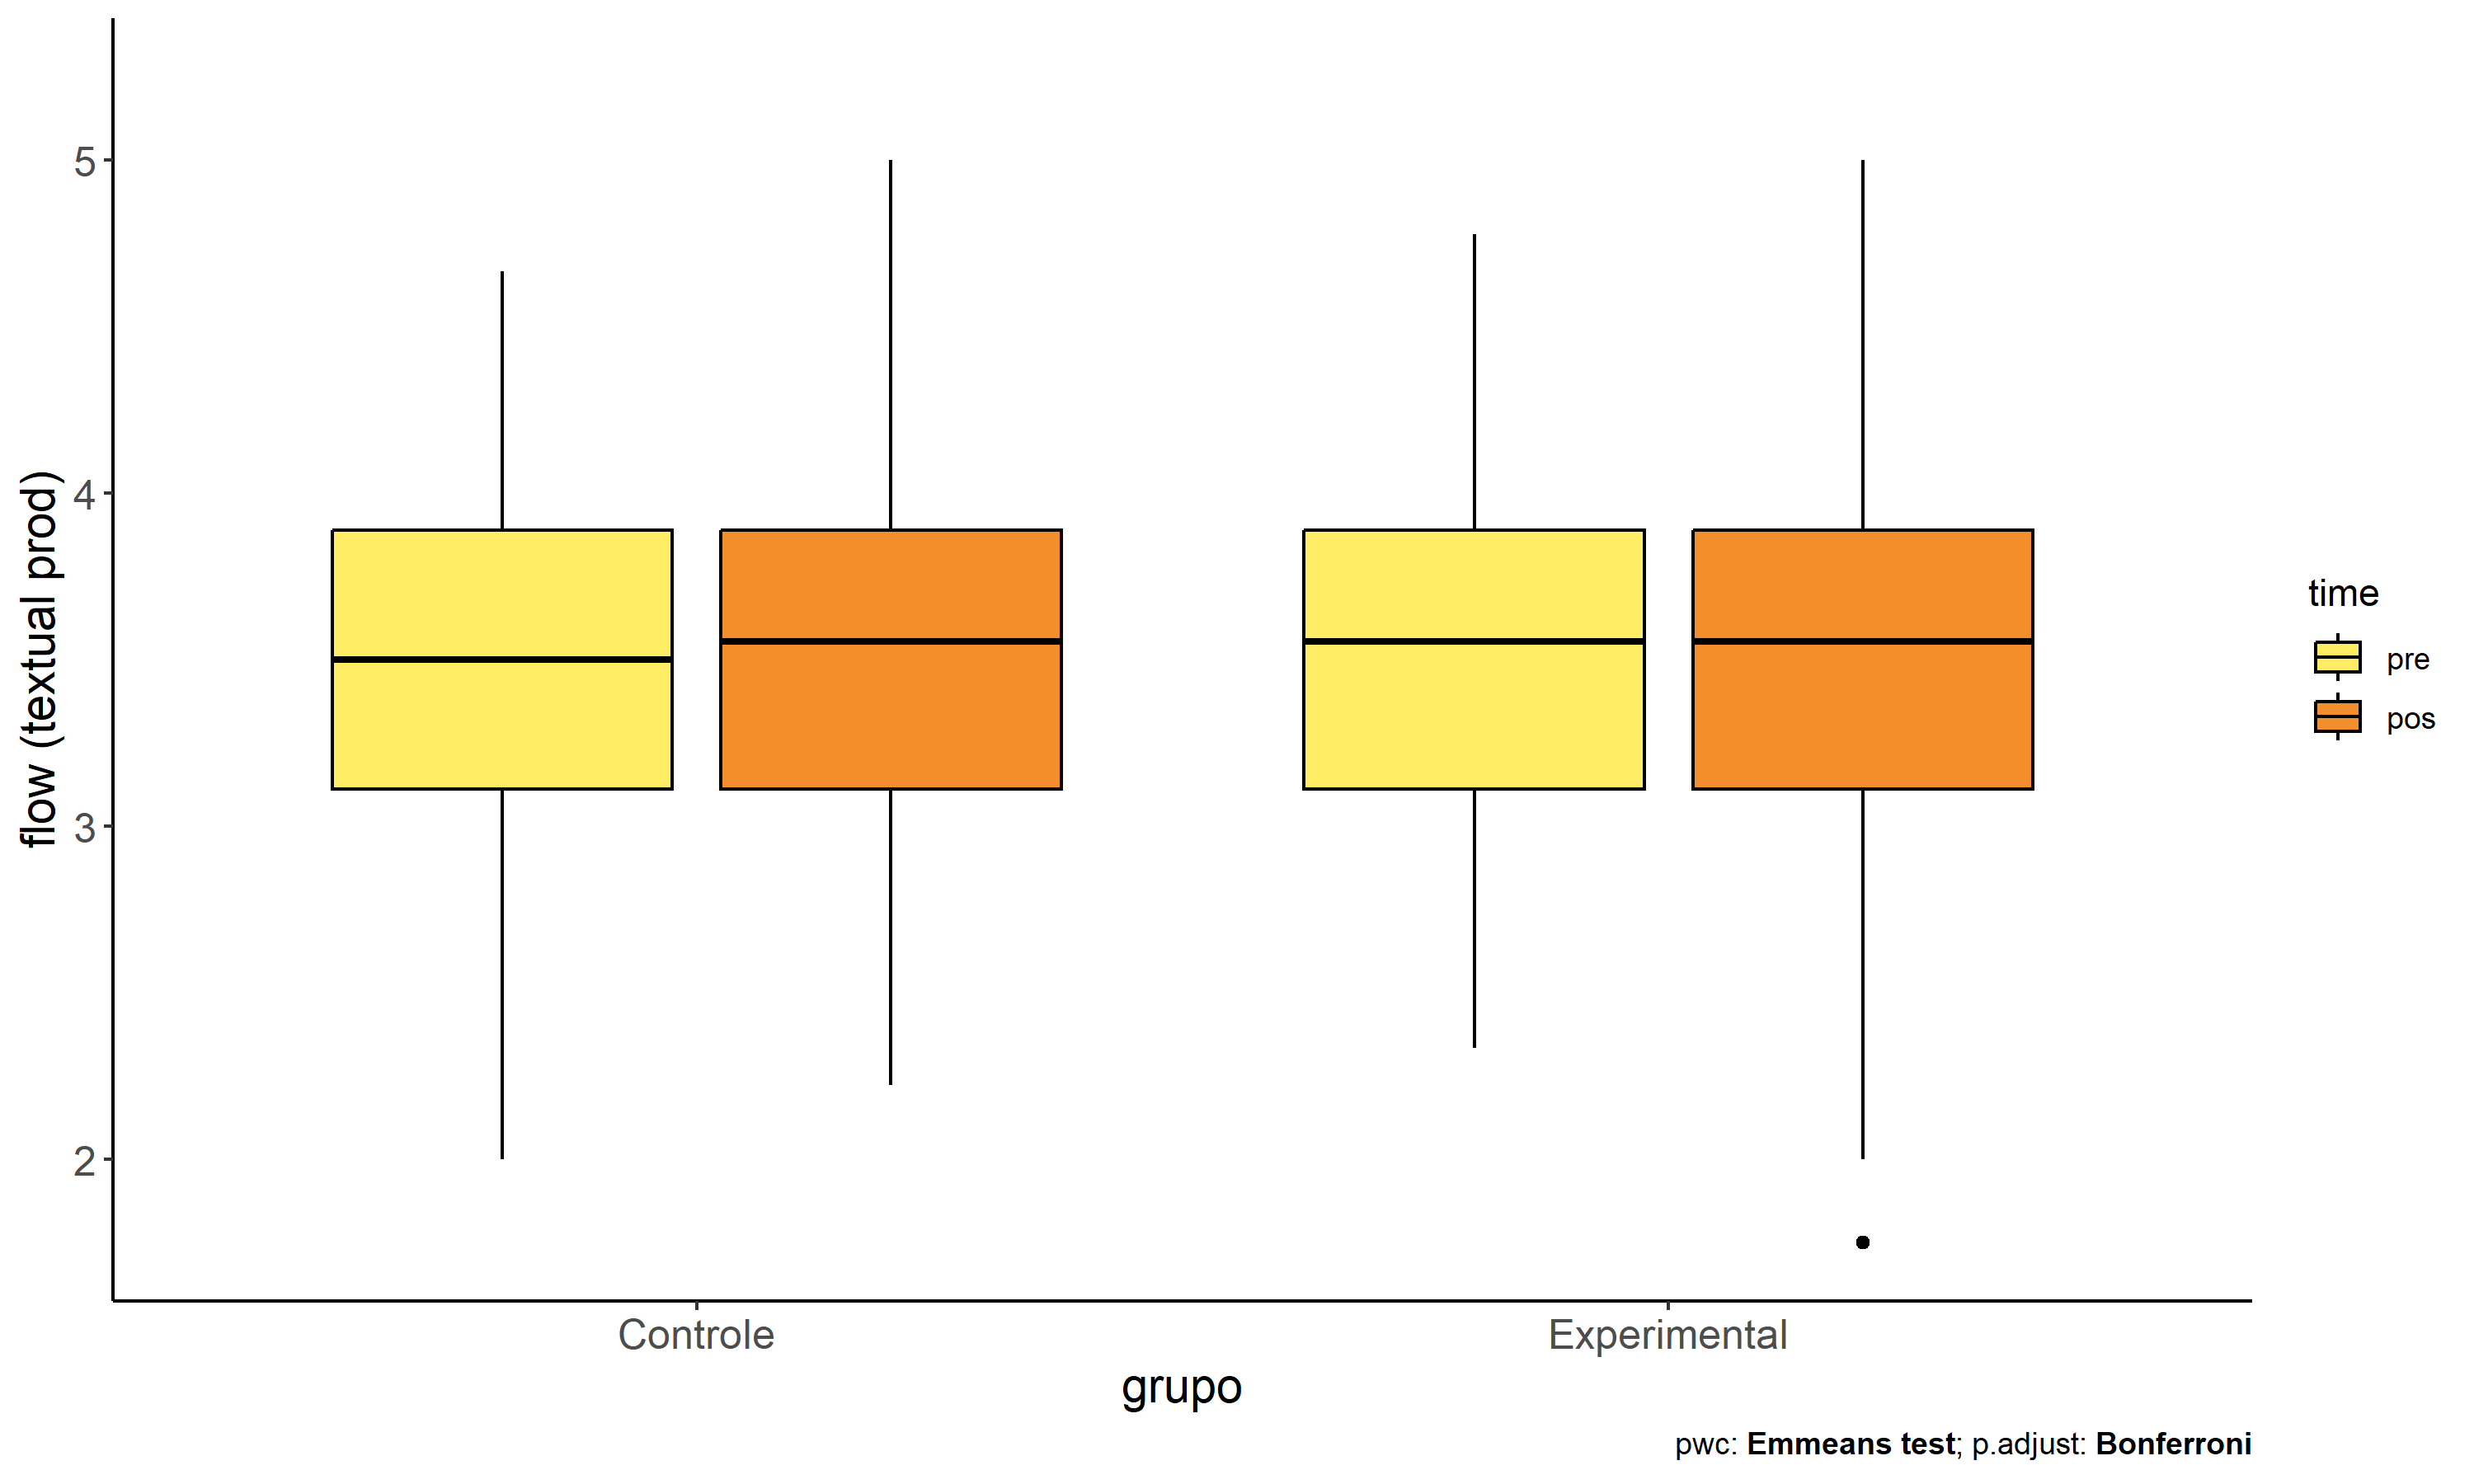 flow (textual prod)
5
4
3
2
Controle
Experimental
grupo
time
pre
pos
pwc: Emmeans test; p.adjust: Bonferroni